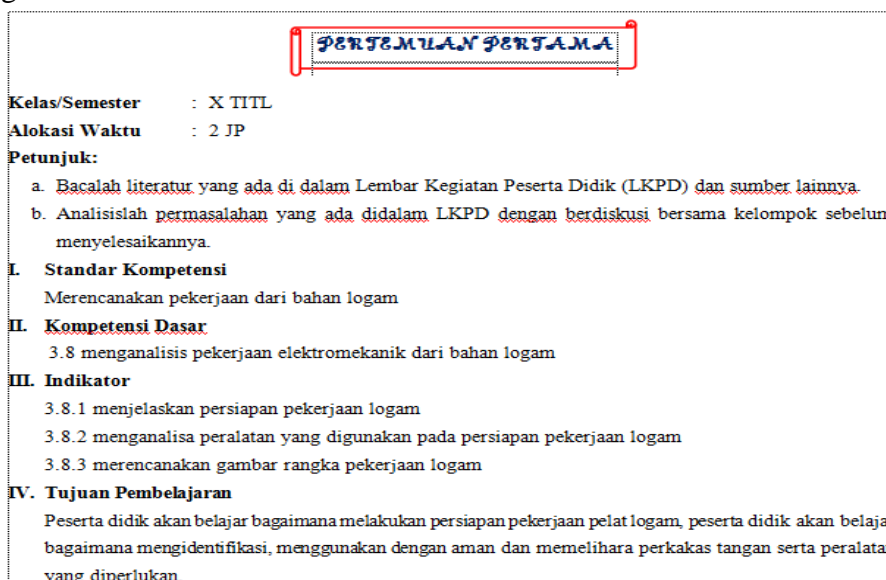 PERTEMUAN PERTAMA
Kelas/Semester : X TITL
Alokasi Waktu : 2 JP
Petunjuk:
a. Bacalah literatur yang ada di dalam Lembar Kegiatan Peserta Didik (LKPD) dan sumber lainnya.
b. Analisislah permasalahan yang ada didalam LKPD dengan berdiskusi bersama kelompok sebelun
menyelesaikannya.
I. Standar Kompetensi
Merencanakan pekerjaan dari bahan logam
II. Kompetensi Dasar
3.8 menganalisis pekerjaan elektromekanik dari bahan logam
III. Indikator
3.8.1 menjelaskan persiapan pekerjaan logam
3.8.2 menganalisa peralatan yang digunakan pada persiapan pekerjaan logam
3.8.3 merencanakan gambar rangka pekerjaan logam
IV. Tujuan Pembelajaran
Peserta didik akan belajar bagaimana melakukan persiapan pekerjaan pelat logam, peserta didik akan belaja
bagaimana mengidentifikasi, menggunakan dengan aman dan memelihara perkakas tangan serta peralata
yang diperlukan.